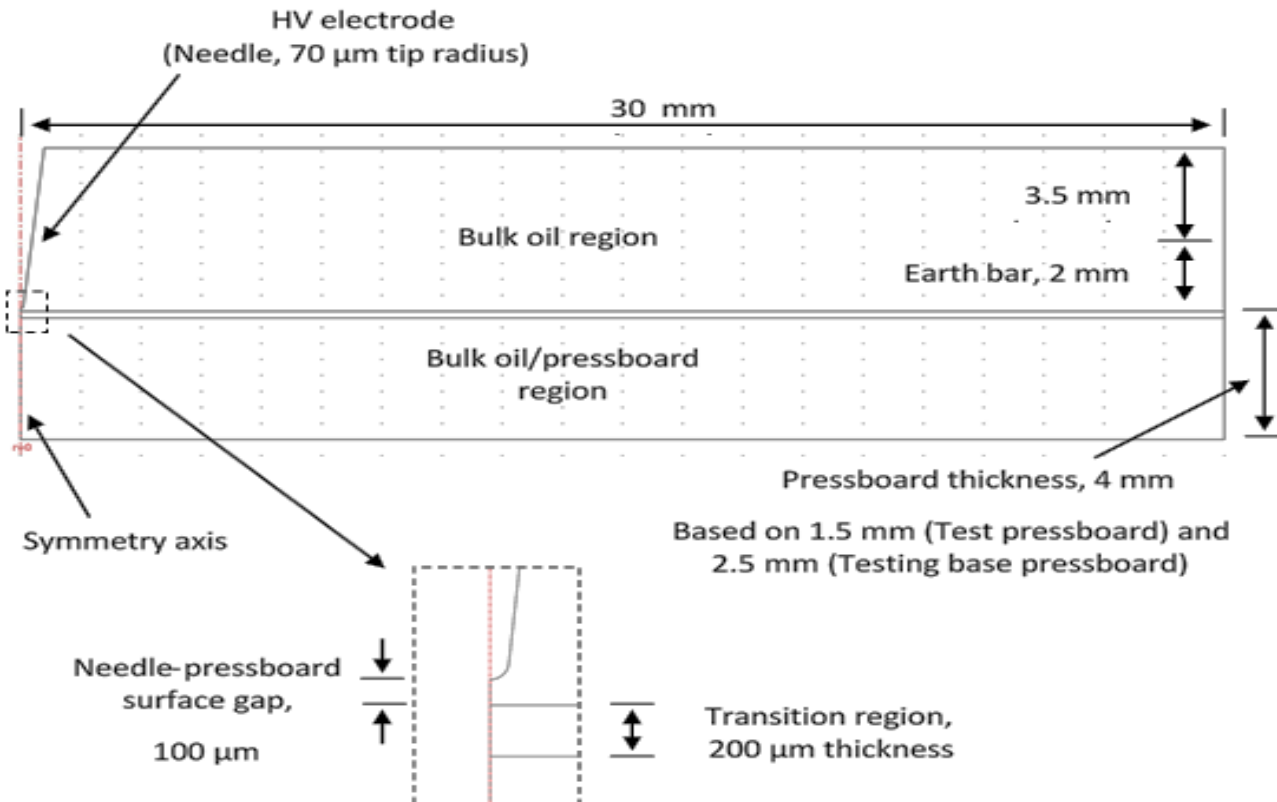 HV electrode
(Needle, 70 µm tip radius)
30 mm
3.5 mm
Bulk oil region
Earth bar, 2 mm
Bulk oil/pressboard
region
r=0
Pressboard thickness, 4 mm
Symmetry axis
Based on 1.5 mm (Test pressboard) and
2.5 mm (Testing base pressboard)
Needle-pressboard
surface gap,
100 µm
Transition region,
200 µm thickness